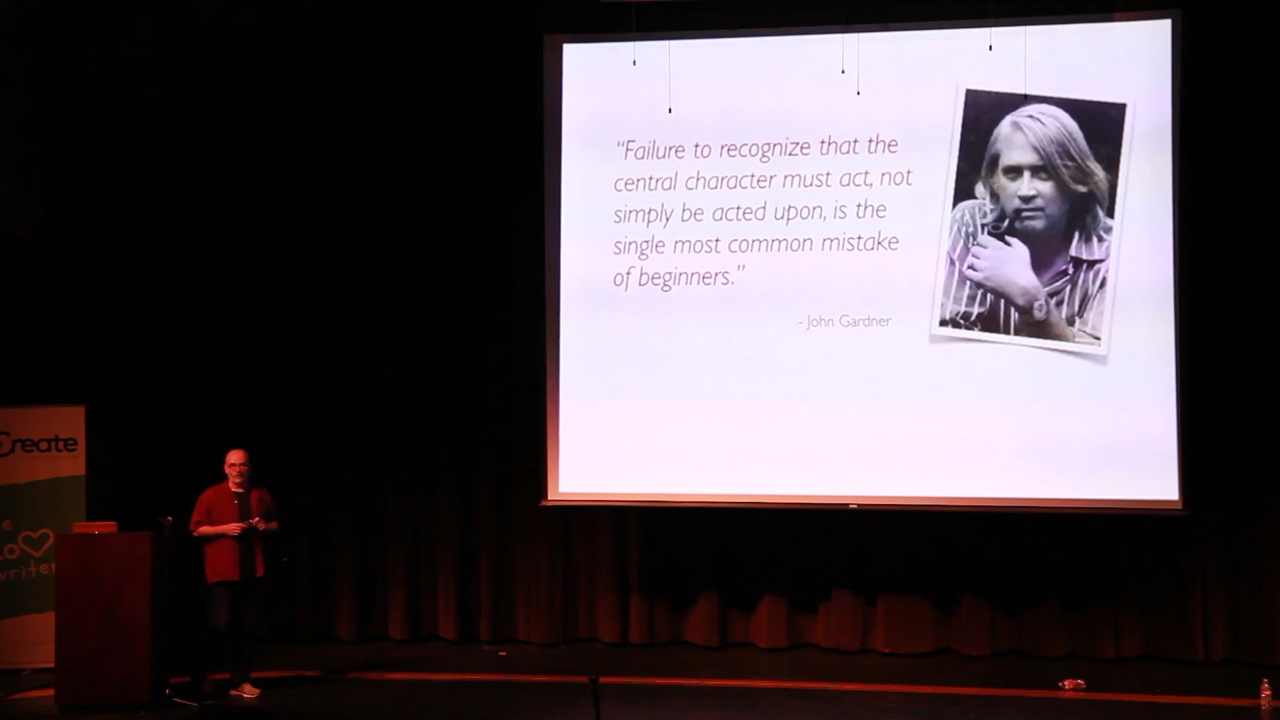 “Failure to recognize that the
central character must act, not
simply be acted upon, is the
single most common mistake
of beginners.”
- John Gardner
Create
writer